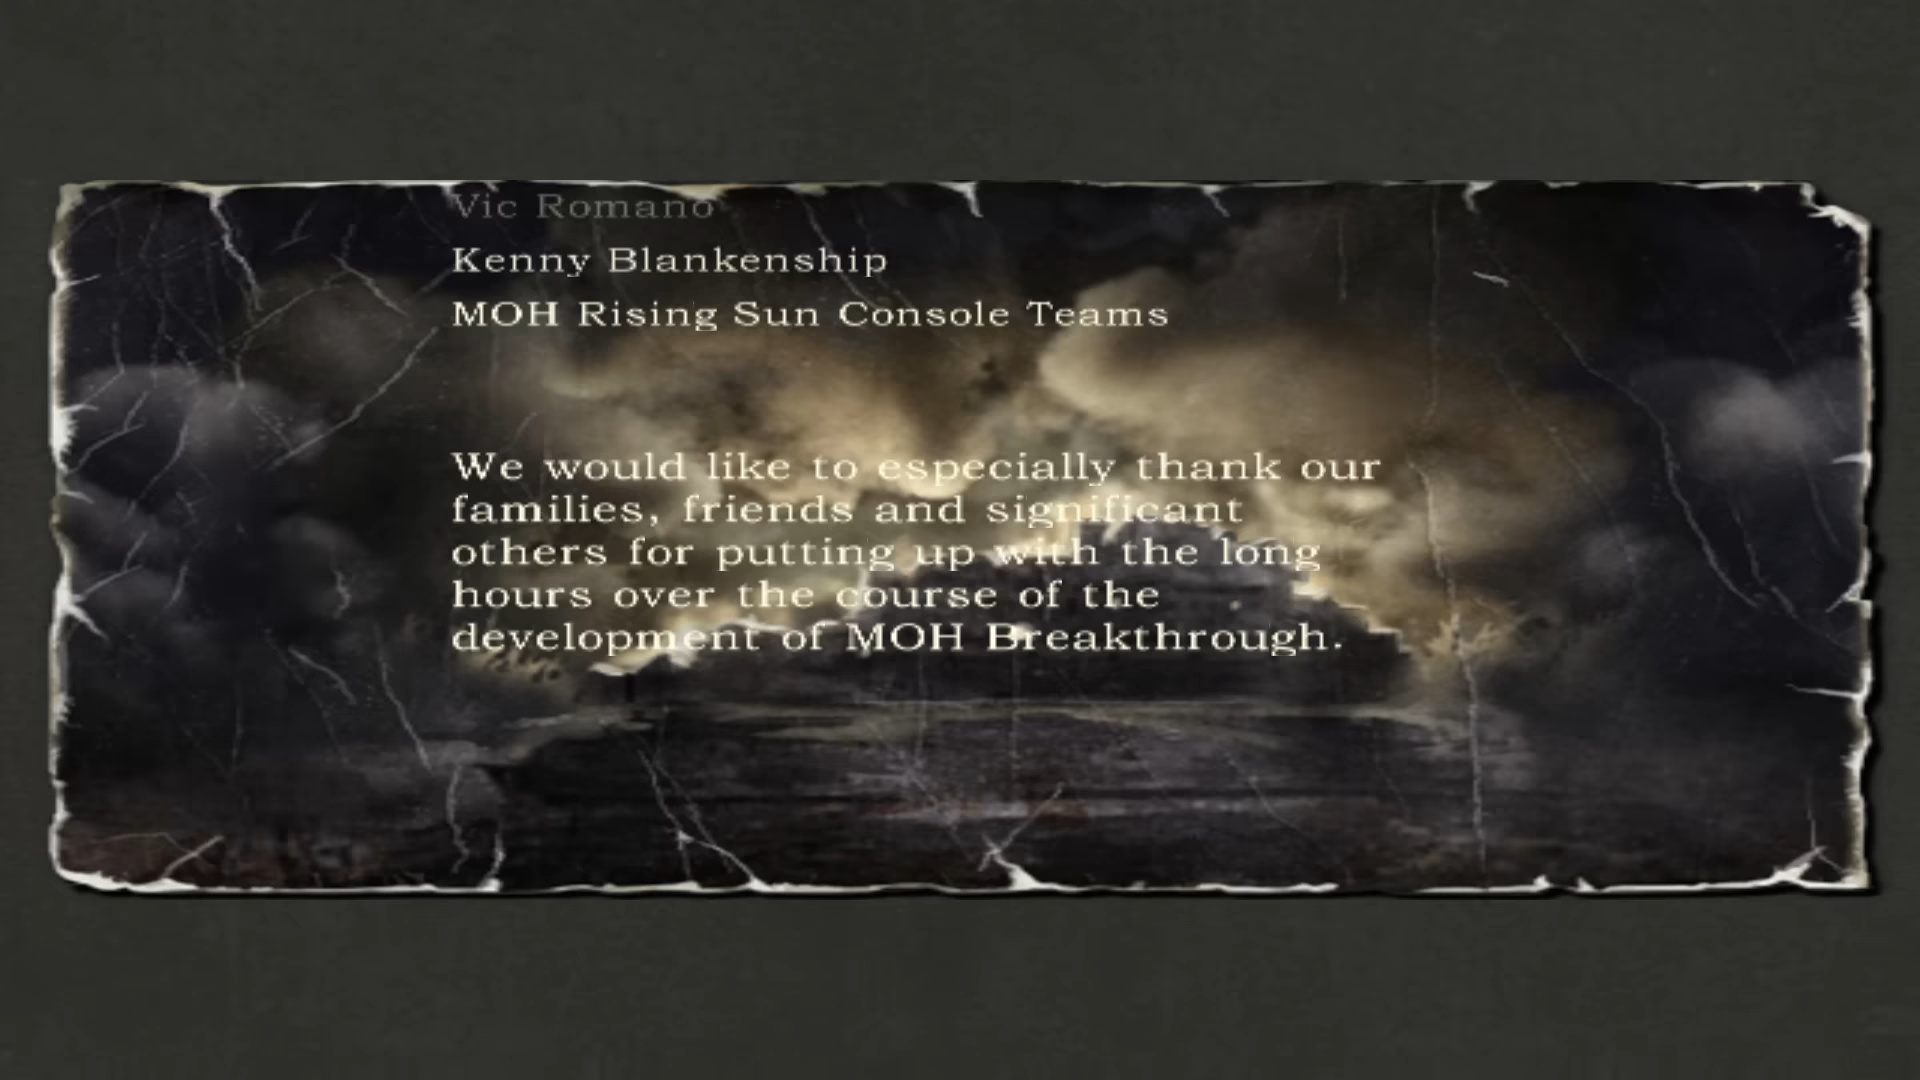 Vic Romano
Kenny Blankenship
MOH Rising Sun Console Teams
We would like to especially thank our
families, friends and significant
others for putting up with the long
hours over the course of the
development of MOH Breakthrough.